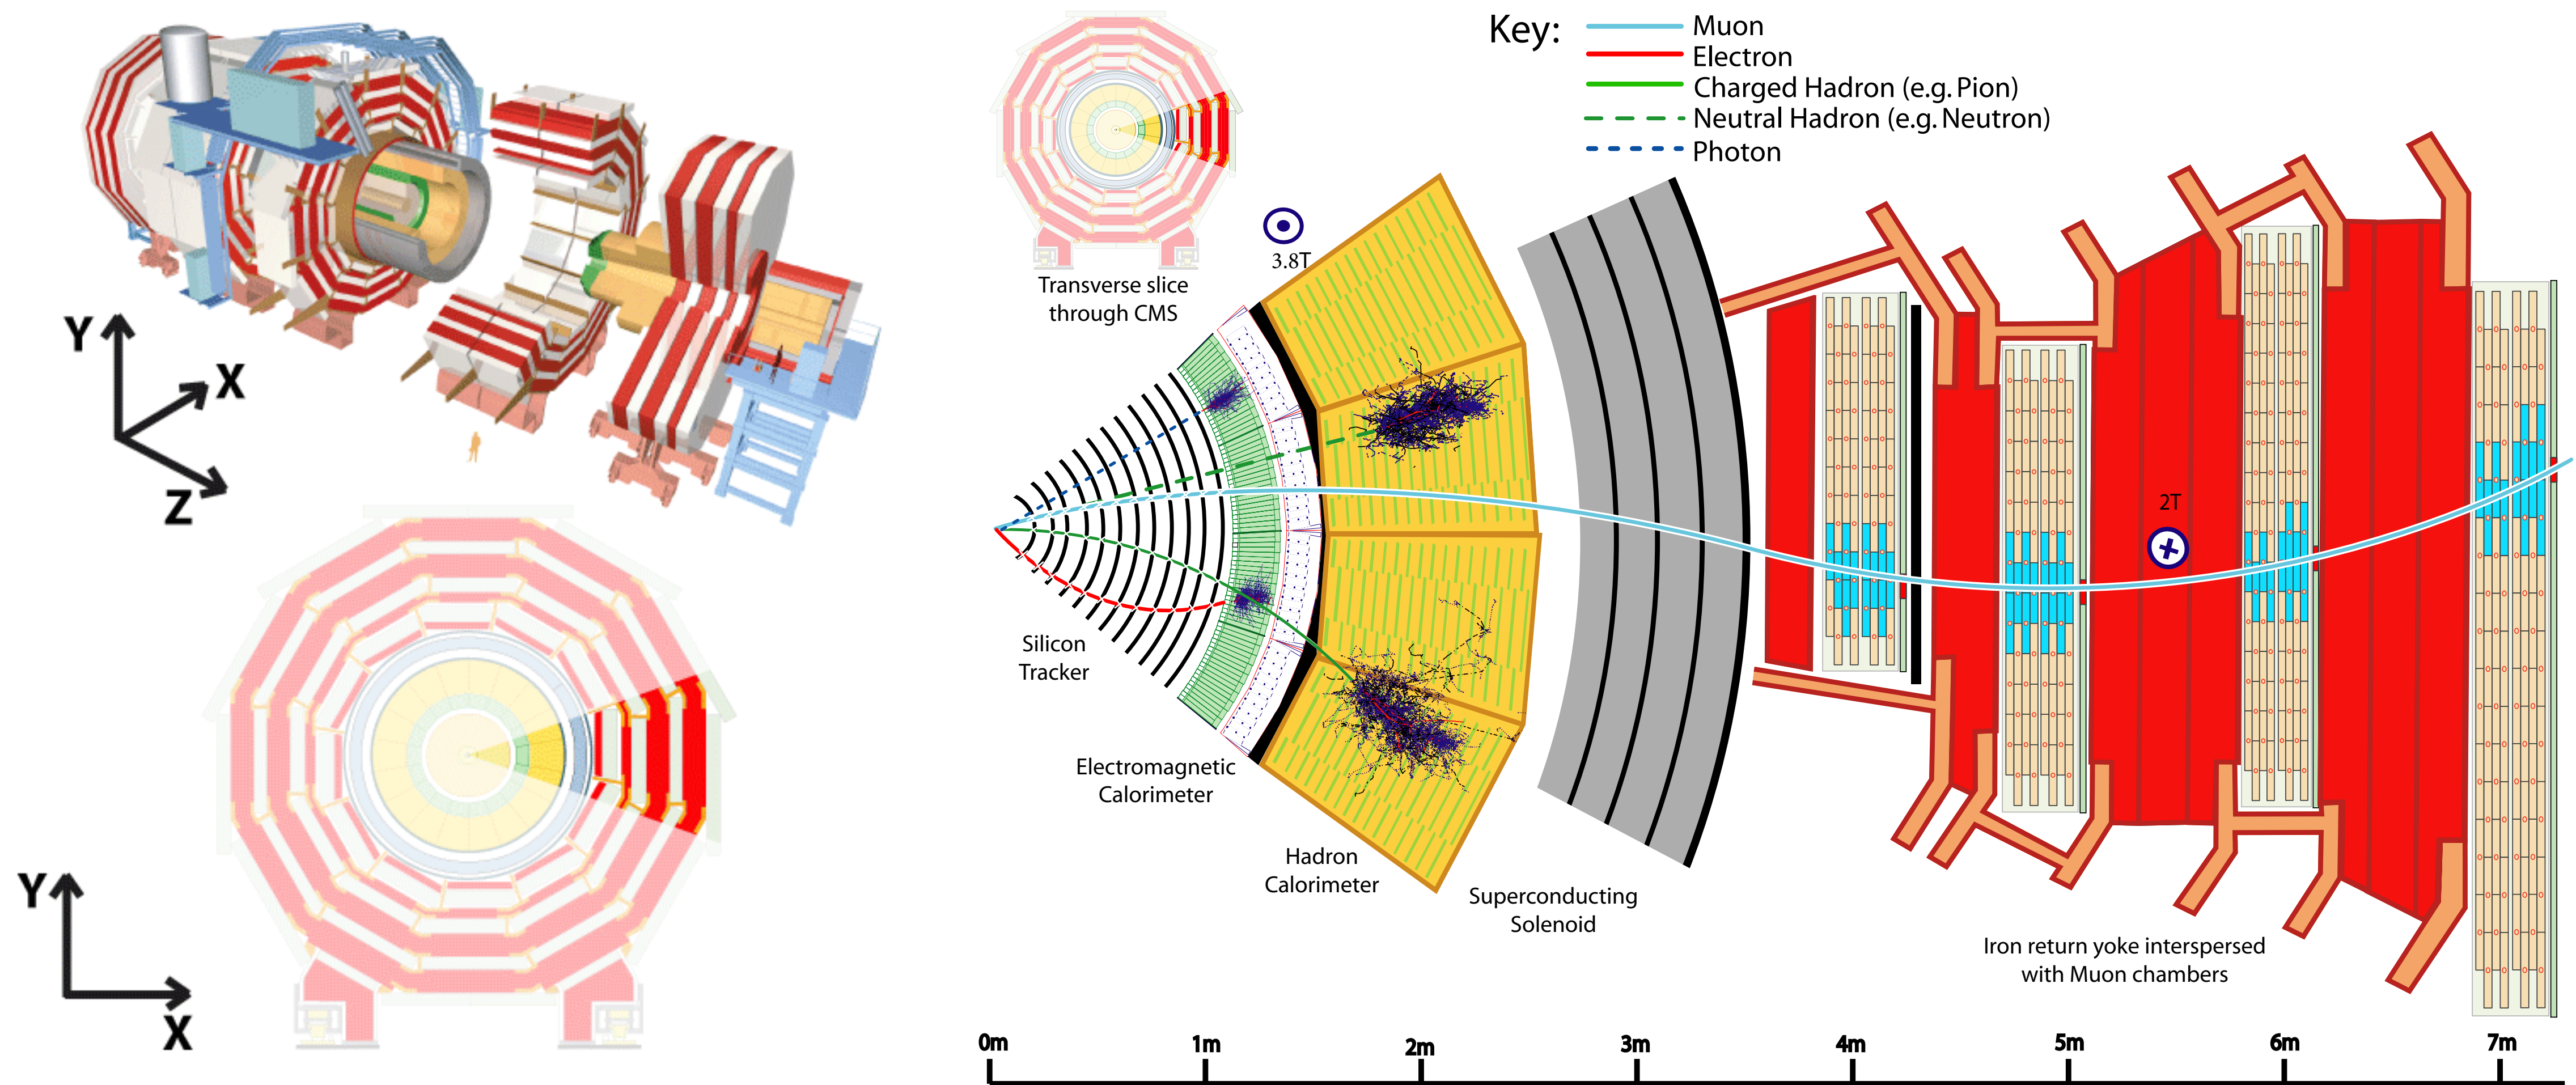 Key:
Muon
Electron
Charged Hadron (e.g. Pion)
Neutral Hadron (e.g. Neutron)
Photon
3.8T
Transverse slice
through CMS
Y
X
Z
2T
Silicon
Tracker
Electromagnetic
Calorimeter
Hadron
Calorimeter
Superconducting
Solenoid
Iron return yoke interspersed
with Muon chambers
Y
X
0m 1m 2m 3m 4m 5m 6m 7m